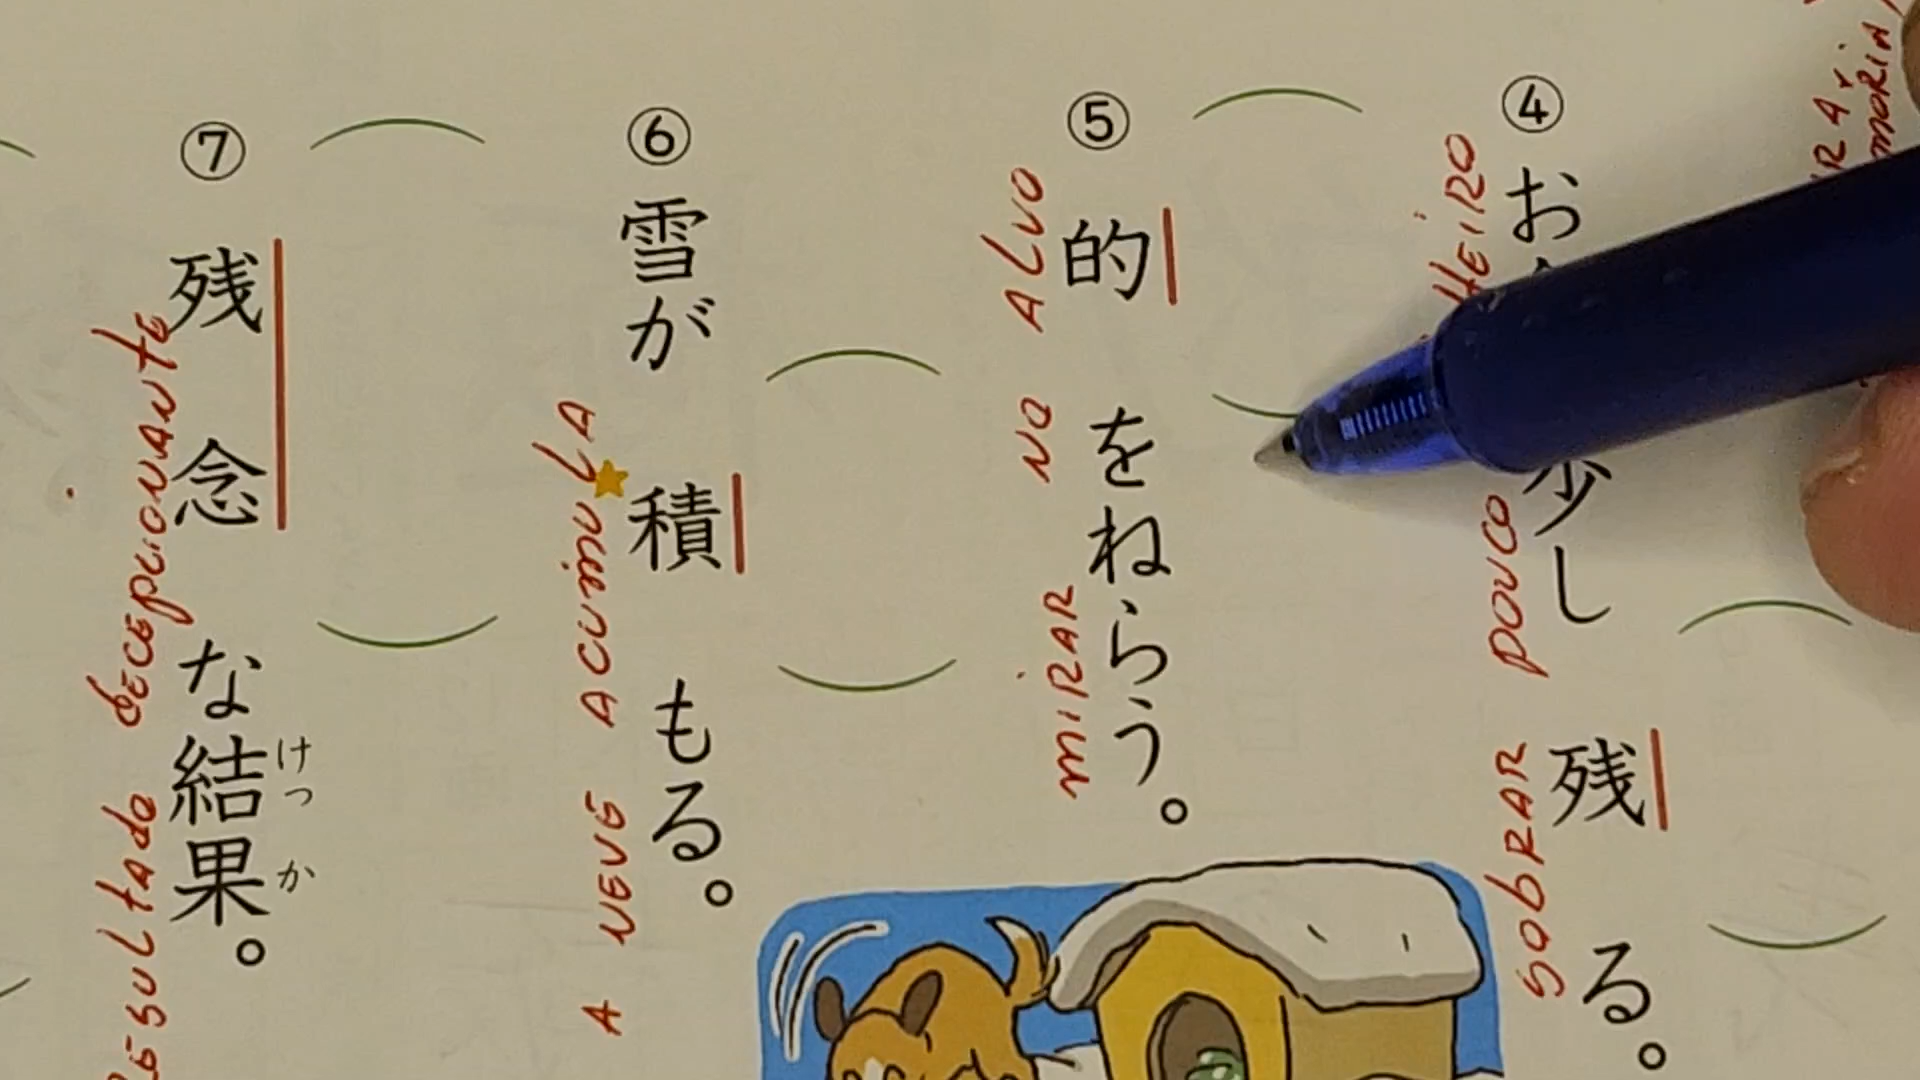 ④お 少し 残 る。
HEIRO POUCO SOBRAR
⑤ 的 をねらう。
MIRAR NO ALVO
⑥雪が 積 もる。
A NEVE ACUMULA
⑦ 残念 な結果。
けっか
RESULTADO DECEPCIONANTE